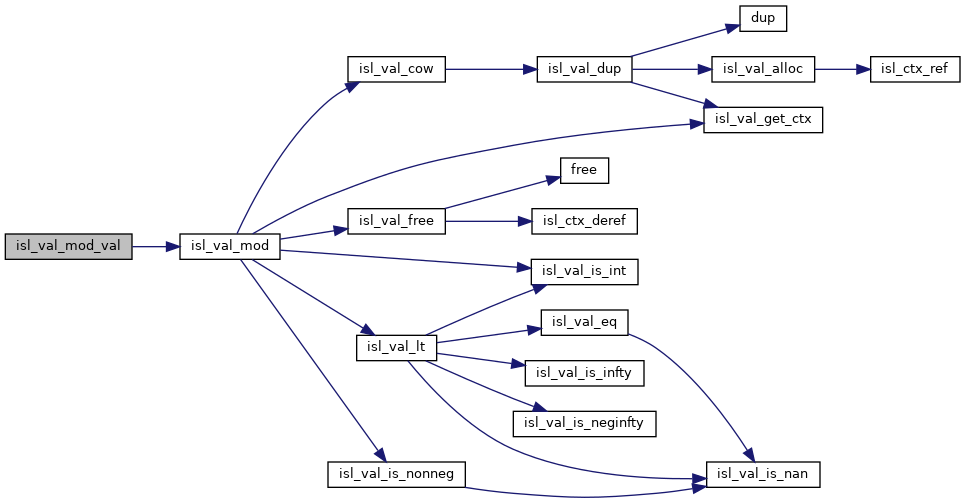 dup
isl_val_cow
isl_val_dup
isl_val_alloc
isl_ctx_ref
isl_val_get_ctx
free
isl_val_free
isl_ctx_deref
isl_val_mod_val
isl_val_mod
isl_val_is_int
isl_val_eq
isl_val_lt
isl_val_is_infty
isl_val_is_neginfty
isl_val_is_nonneg
isl_val_is_nan